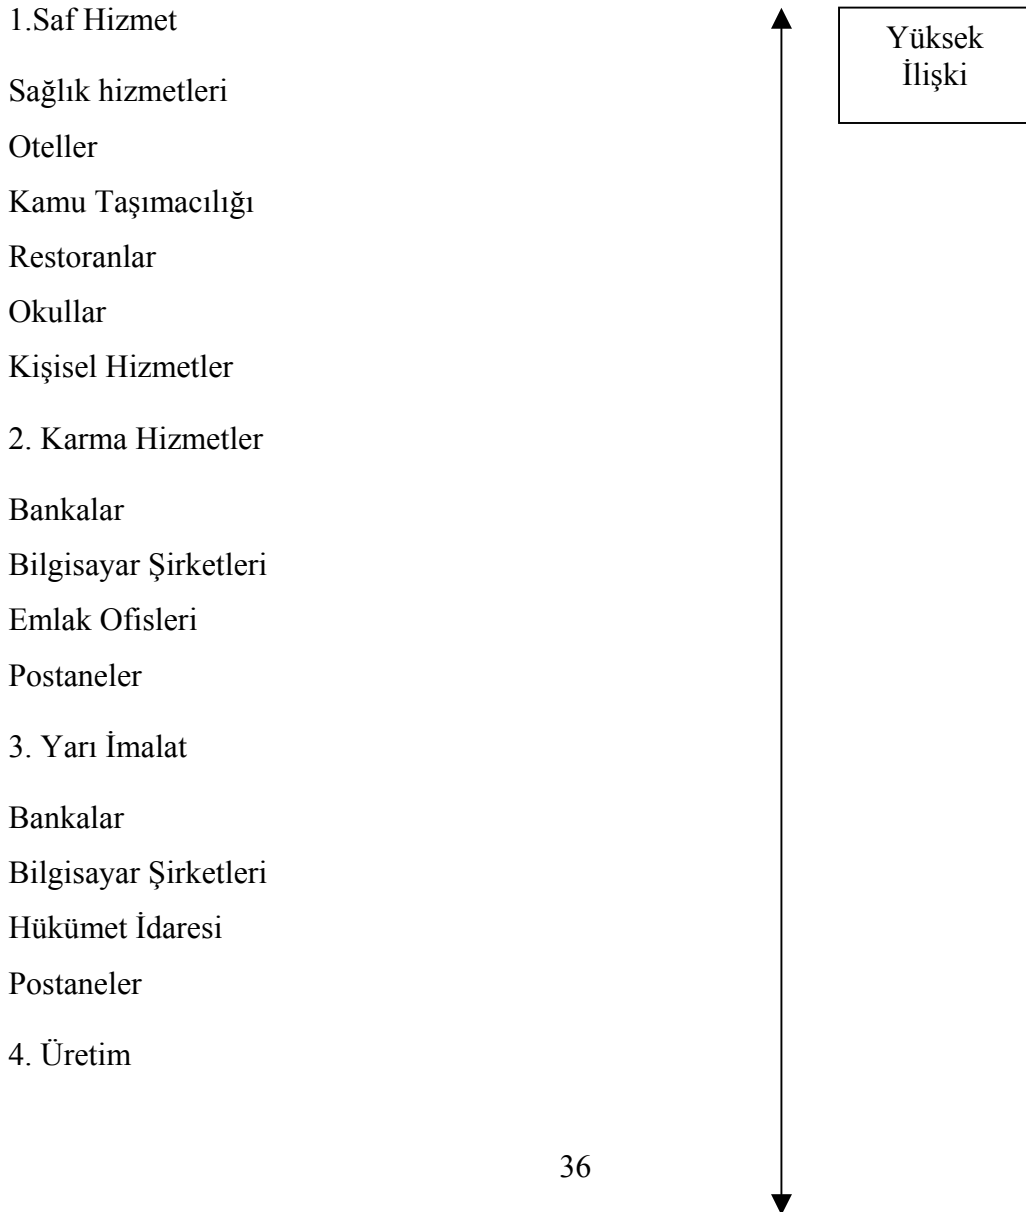 1.Saf Hizmet
Yüksek
İlişki
Sağlık hizmetleri
Oteller
Kamu Taşımacılığı
Restoranlar
Okullar
Kişisel Hizmetler
2. Karma Hizmetler
Bankalar
Bilgisayar Şirketleri
Emlak Ofisleri
Postaneler
3. Yarı İmalat
Bankalar
Bilgisayar Şirketleri
Hükümet İdaresi
Postaneler
4. Üretim
36